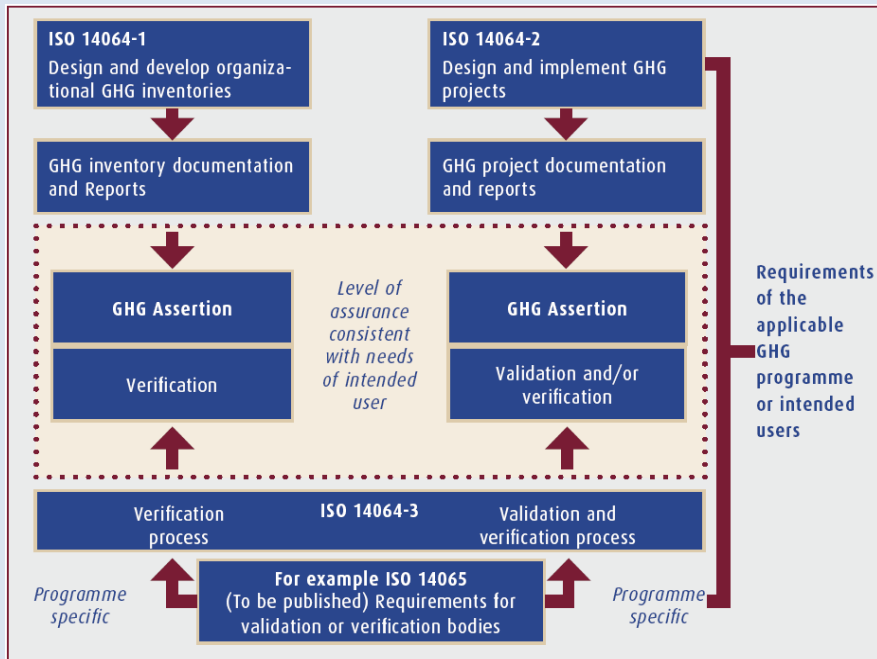 ISO 14064-1
Design and develop organiza-
tional GHG inventories
ISO 14064-2
Design and implement GHG
projects
GHG inventory documentation
and Reports
GHG project documentation
and reports
GHG Assertion
Verification
Level of
assurance
consistent
with needs
of intended
user
GHG Assertion
Validation and/or
verification
Requirements
of the
applicable
GHG
programme
or intended
users
Verification
process
ISO 14064-3
Validation and
verification process
Programme
specific
For example ISO 14065
(To be published) Requirements for
validation or verification bodies
Programme
specific